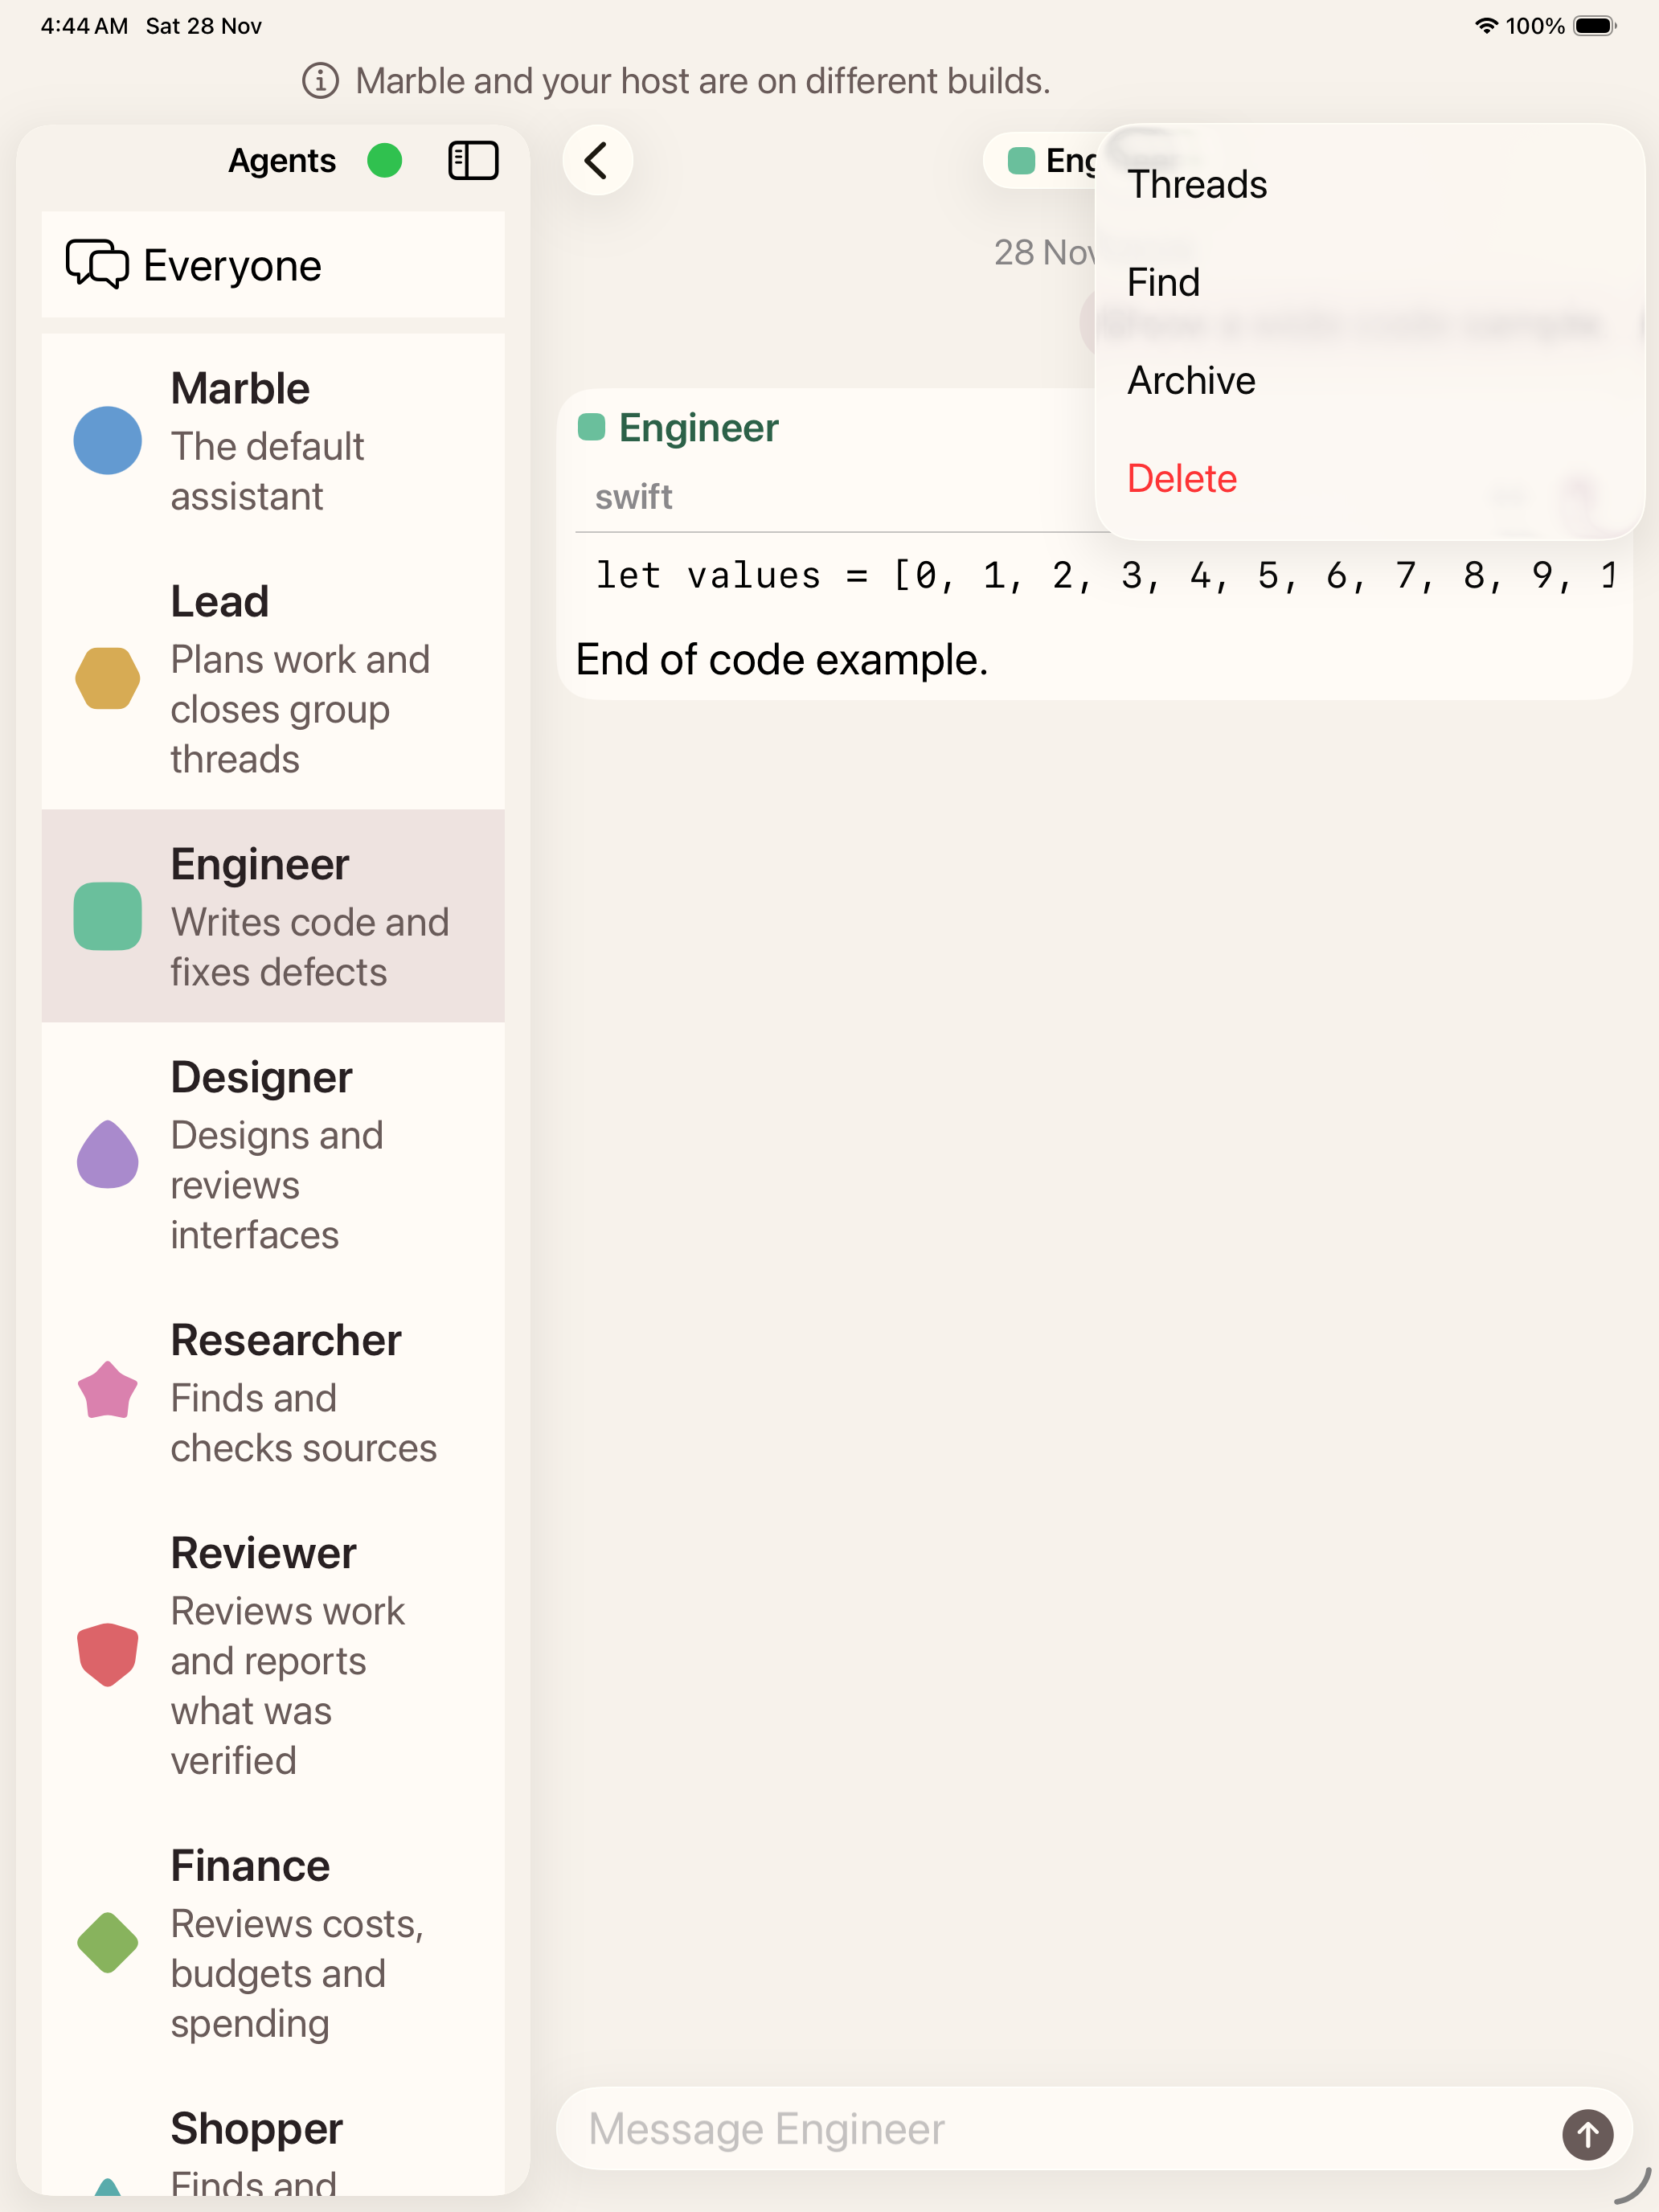 4:44 AM Sat 28 Nov
100%
Marble and your host are on different builds.
Agents
Everyone
Marble
The default
assistant
Lead
Plans work and
closes group
threads
Engineer
Writes code and
fixes defects
Designer
Designs and
reviews
interfaces
Researcher
Finds and
checks sources
Reviewer
Reviews work
and reports
what was
verified
Finance
Reviews costs,
budgets and
spending
Shopper
Finds and
Eng
28 Nov
Threads
Find
Archive
Delete
Engineer
swift
let values = [0, 1, 2, 3, 4, 5, 6, 7, 8, 9, 1
End of code example.
Message Engineer